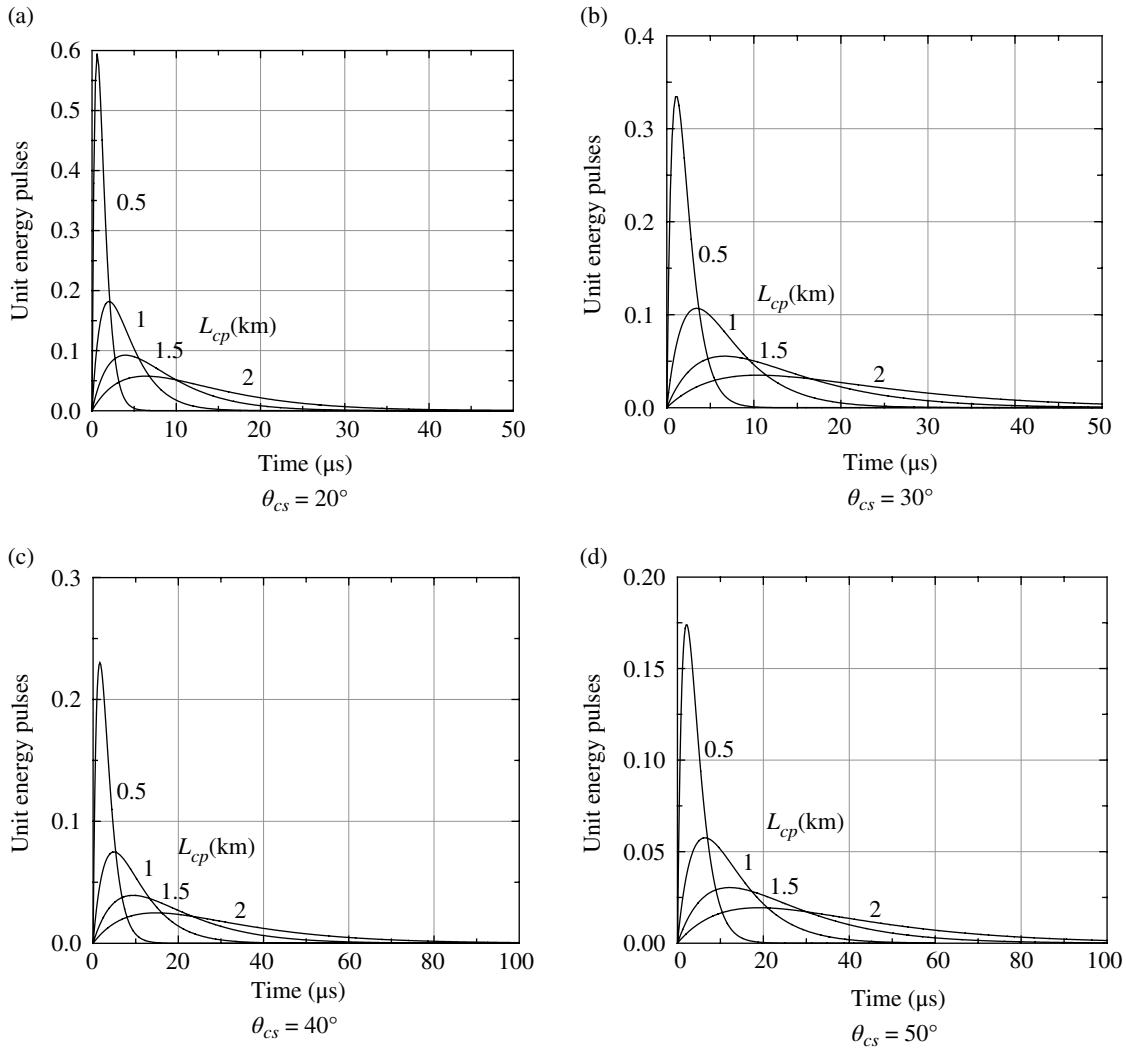 (a)
0.6
0.5
0.4
0.3
0.2
0.1
0.0
Unit energy pulses
0.5
1
1.5
2
L_cp(km)
0 10 20 30 40 50
Time (µs)
θ_cs = 20°
(b)
0.4
0.3
0.2
0.1
0.0
Unit energy pulses
0.5
L_cp(km)
1
1.5
2
0 10 20 30 40 50
Time (µs)
θ_cs = 30°
(c)
0.3
0.2
0.1
0.0
Unit energy pulses
0.5
L_cp(km)
1
1.5
2
0 20 40 60 80 100
Time (µs)
θ_cs = 40°
(d)
0.20
0.15
0.10
0.05
0.00
Unit energy pulses
0.5
L_cp(km)
1
1.5
2
0 20 40 60 80 100
Time (µs)
θ_cs = 50°